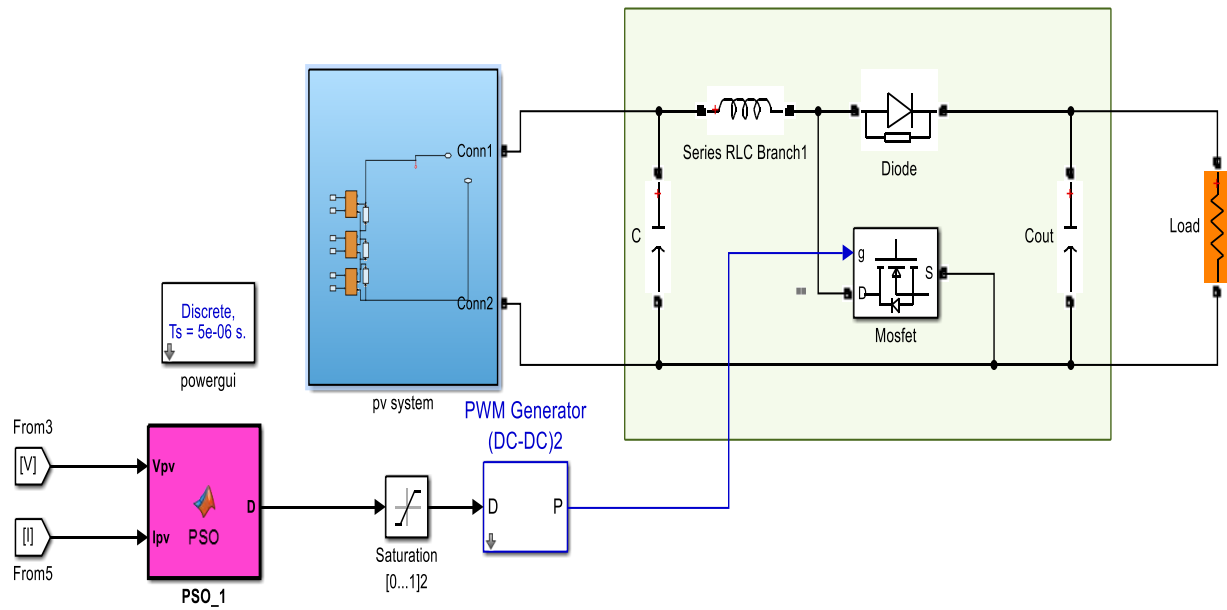 Conn1
Conn2
pv system
Series RLC Branch1
Diode
C
Cout
Load
g
D
S
Mosfet
Discrete,
Ts = 5e-06 s.
powergui
PWM Generator
(DC-DC)2
D
P
From3
[V]
From5
[I]
Vpv
Ipv
D
PSO
PSO_1
Saturation
[0...1]2